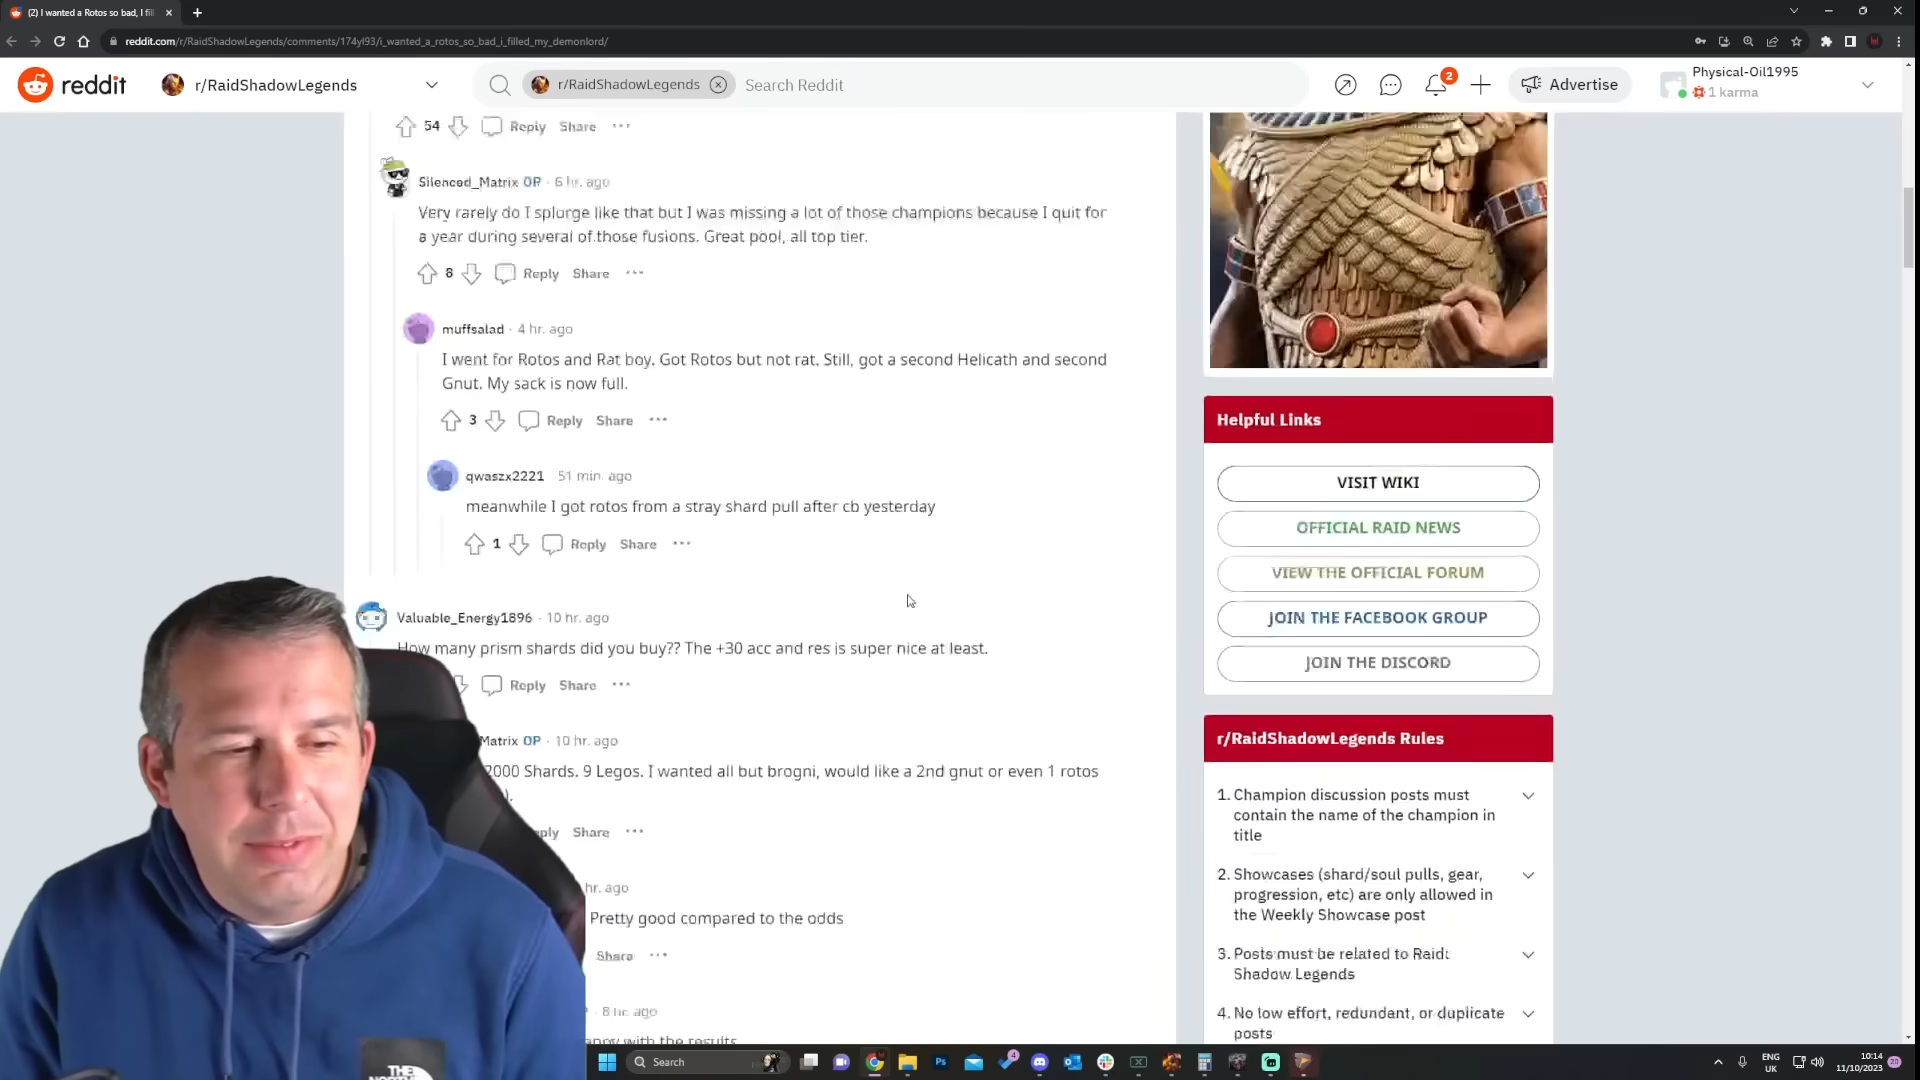 (2) I wanted a Rotos so bad, I fil
reddit.com/r/RaidShadowLegends/comments/174yl93/i_wanted_a_rotos_so_bad_i_filled_my_demonlord/
reddit
r/RaidShadowLegends
r/RaidShadowLegends
Search Reddit
2
Advertise
Physical-Oil1995
1 karma
54
Reply Share
Silenced_Matrix OP · 6 hr. ago
Very rarely do I splurge like that but I was missing a lot of those champions because I quit for
a year during several of those fusions. Great pool, all top tier.
8 Reply Share
muffsalad · 4 hr. ago
I went for Rotos and Rat boy. Got Rotos but not rat. Still, got a second Helicath and second
Gnut. My sack is now full.
3 Reply Share
qwaszx2221 51 min. ago
meanwhile I got rotos from a stray shard pull after cb yesterday
1 Reply Share
Valuable_Energy1896 · 10 hr. ago
How many prism shards did you buy?? The +30 acc and res is super nice at least.
Reply Share
Matrix OP · 10 hr. ago
2000 Shards. 9 Legos. I wanted all but brogni, would like a 2nd gnut or even 1 rotos
).
eply Share
hr. ago
Pretty good compared to the odds
Share
· 8 hr. ago
appy with the results
Helpful Links
VISIT WIKI
OFFICIAL RAID NEWS
VIEW THE OFFICIAL FORUM
JOIN THE FACEBOOK GROUP
JOIN THE DISCORD
r/RaidShadowLegends Rules
1. Champion discussion posts must
contain the name of the champion in
title
2. Showcases (shard/soul pulls, gear,
progression, etc) are only allowed in
the Weekly Showcase post
3. Posts must be related to Raid:
Shadow Legends
4. No low effort, redundant, or duplicate
posts
THE
NORTH
Search
4
ENG
UK
10:14
11/10/2023
20